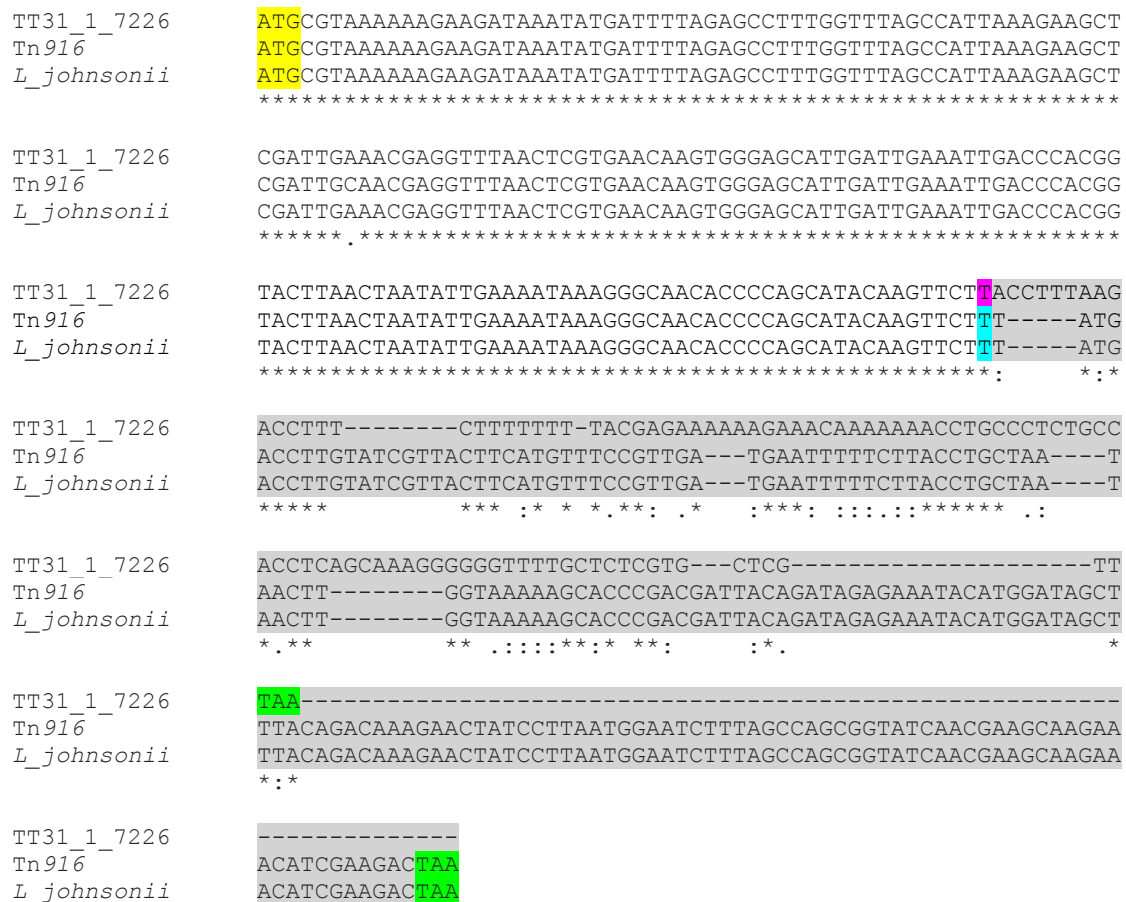 TT31_1_7226 ATGCGTAAAAAAGAAGATAAATATGATTTTAGAGCCTTTGGTTTAGCCATTAAAGAAGCT
Tn916 ATGCGTAAAAAAGAAGATAAATATGATTTTAGAGCCTTTGGTTTAGCCATTAAAGAAGCT
L_johnsonii ATGCGTAAAAAAGAAGATAAATATGATTTTAGAGCCTTTGGTTTAGCCATTAAAGAAGCT
************************************************************
TT31_1_7226 CGATTGAAACGAGGTTTAACTCGTGAACAAGTGGGAGCATTGATTGAAATTGACCCACGG
Tn916 CGATTGCAACGAGGTTTAACTCGTGAACAAGTGGGAGCATTGATTGAAATTGACCCACGG
L_johnsonii CGATTGAAACGAGGTTTAACTCGTGAACAAGTGGGAGCATTGATTGAAATTGACCCACGG
******.*****************************************************
TT31_1_7226 TACTTAACTAATATTGAAAATAAAGGGCAACACCCCAGCATACAAGTTCTTACCTTTAAG
Tn916 TACTTAACTAATATTGAAAATAAAGGGCAACACCCCAGCATACAAGTTCTTT-----ATG
L_johnsonii TACTTAACTAATATTGAAAATAAAGGGCAACACCCCAGCATACAAGTTCTTT-----ATG
***************************************************:     *:*
TT31_1_7226 ACCTTT--------CTTTTTTT-TACGAGAAAAAAGAAACAAAAAAACCTGCCCTCTGCC
Tn916 ACCTTGTATCGTTACTTCATGTTTCCGTTGA---TGAATTTTTCTTACCTGCTAA----T
L_johnsonii ACCTTGTATCGTTACTTCATGTTTCCGTTGA---TGAATTTTTCTTACCTGCTAA----T
*****         *** :* * *.**: .*   :***: :::.::****** .:
TT31_1_7226 ACCTCAGCAAAGGGGGGTTTTGCTCTCGTG---CTCG---------------------TT
Tn916 AACTT--------GGTAAAAAGCACCCGACGATTACAGATAGAGAAATACATGGATAGCT
L_johnsonii AACTT--------GGTAAAAAGCACCCGACGATTACAGATAGAGAAATACATGGATAGCT
*.**         ** .::::**:* **:     :*.                      *
TT31_1_7226 TAA---------------------------------------------------------
Tn916 TTACAGACAAAGAACTATCCTTAATGGAATCTTTAGCCAGCGGTATCAACGAAGCAAGAA
L_johnsonii TTACAGACAAAGAACTATCCTTAATGGAATCTTTAGCCAGCGGTATCAACGAAGCAAGAA
*:*
TT31_1_7226 --------------
Tn916 ACATCGAAGACTAA
L_johnsonii ACATCGAAGACTAA